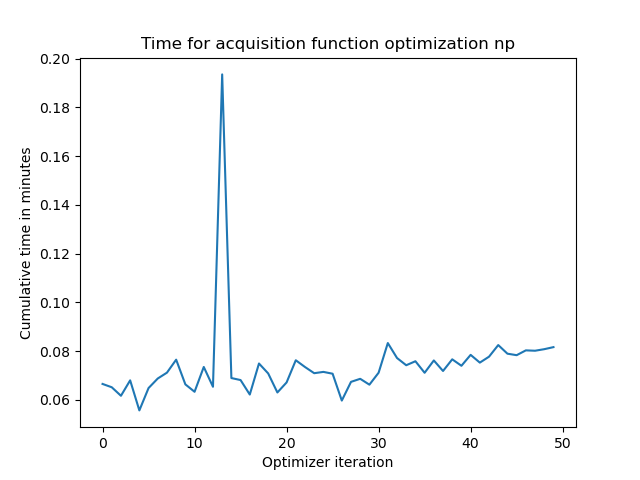 Time for acquisition function optimization np
Cumulative time in minutes
0.20
0.18
0.16
0.14
0.12
0.10
0.08
0.06
0 10 20 30 40 50
Optimizer iteration